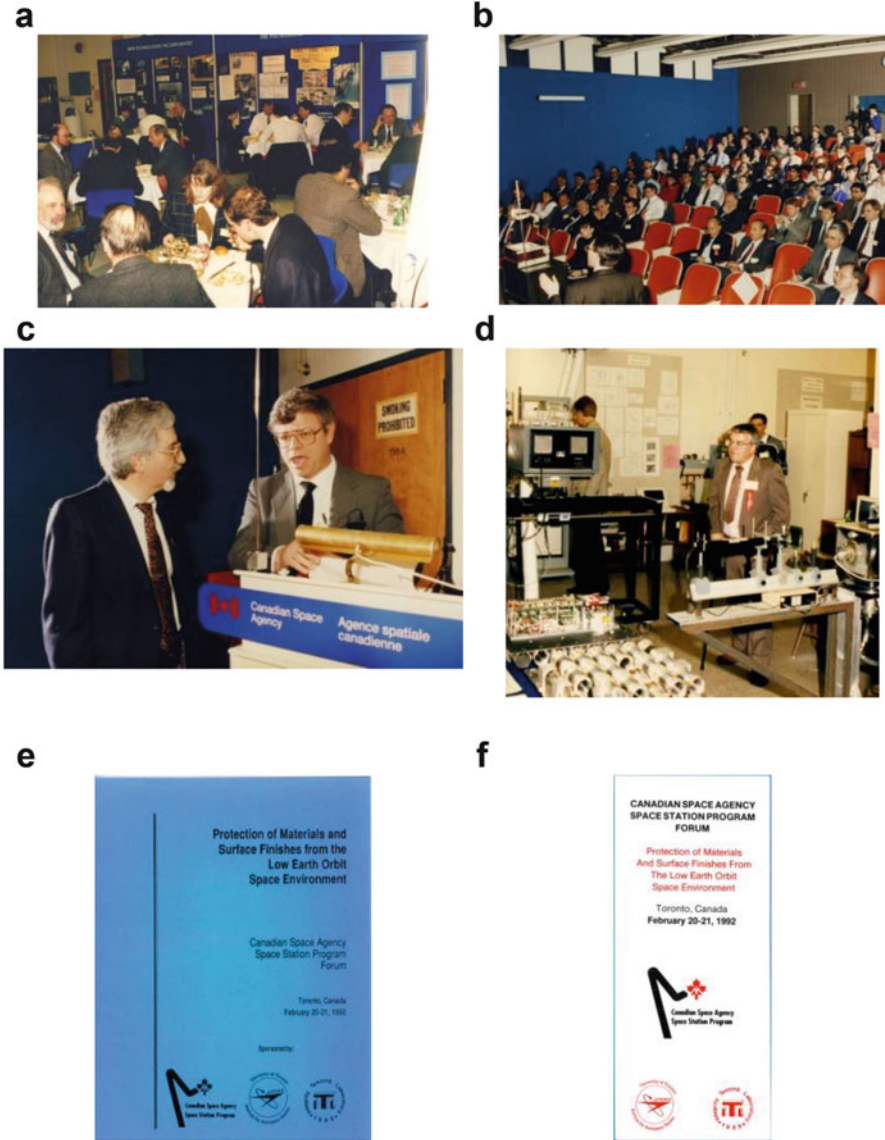 a
b
c
SMOKING
PROHIBITED
Canadian Space
Agency
Agence spatiale
canadienne
d
e
Protection of Materials and
Surface Finishes from the
Low Earth Orbit
Space Environment
Canadian Space Agency
Space Station Program
Forum
Toronto, Canada
February 20-21, 1992
Sponsored by:
Canadian Space Agency
Space Station Program
f
CANADIAN SPACE AGENCY
SPACE STATION PROGRAM
FORUM
Protection of Materials
And Surface Finishes From
The Low Earth Orbit
Space Environment
Toronto, Canada
February 20-21, 1992
Canadian Space Agency
Space Station Program